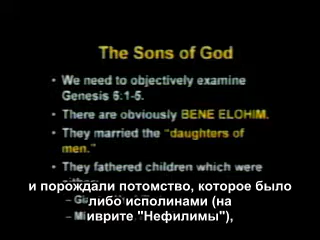 The Sons of God
• We need to objectively examine
Genesis 6:1-5.
• There are obviously BENE ELOHIM.
• They married the "daughters of
men."
• They fathered children which were
и порождали потомство, которое было
либо исполинами (на
иврите "Нефилимы"),